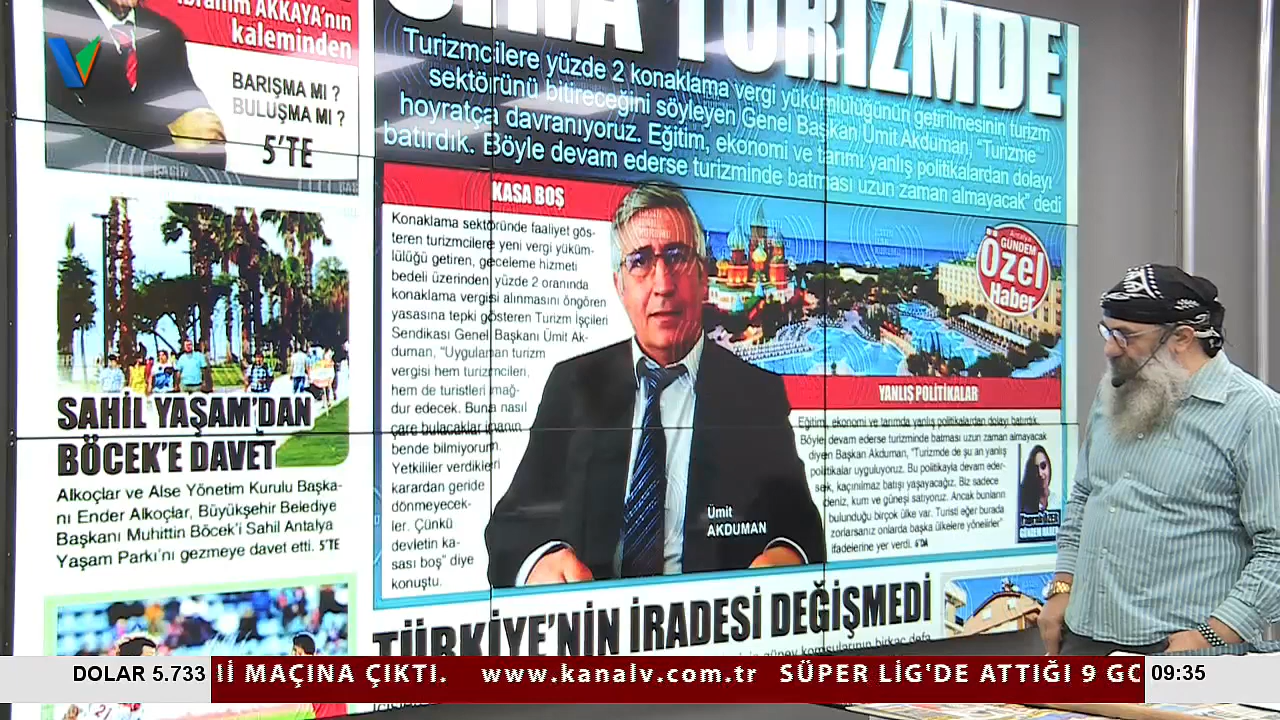 İbrahim AKKAYA'nın
kaleminden
BARIŞMA MI ?
BULUŞMA MI ?
5'TE
SAHİL YAŞAM'DAN
BÖCEK'E DAVET
Alkoçlar ve Alse Yönetim Kurulu Başka-
nı Ender Alkoçlar, Büyükşehir Belediye
Başkanı Muhittin Böcek'i Sahil Antalya
Yaşam Parkı'nı gezmeye davet etti. 5'TE
TURİZMDE
Turizmcilere yüzde 2 konaklama vergi yükümlülüğünün getirilmesinin turizm
sektörünü bitireceğini söyleyen Genel Başkan Ümit Akduman, "Turizme
hoyratça davranıyoruz. Eğitim, ekonomi ve tarımı yanlış politikalardan dolayı
batırdık. Böyle devam ederse turizminde batması uzun zaman almayacak" dedi
KASA BOŞ
Konaklama sektöründe faaliyet gös-
teren turizmcilere yeni vergi yüküm-
lülüğü getiren, geceleme hizmeti
bedeli üzerinden yüzde 2 oranında
konaklama vergisi alınmasını öngören
yasasına tepki gösteren Turizm İşçileri
Sendikası Genel Başkanı Ümit Ak-
duman, "Uygulanan turizm
vergisi hem turizmcileri,
hem de turistleri mağ-
dur edecek. Buna nasıl
çare bulacaklar inanın
bende bilmiyorum.
Yetkililer verdikleri
karardan geride
dönmeyecek-
ler. Çünkü
devletin ka-
sası boş" diye
konuştu.
Ümit
AKDUMAN
Antalya
GÜNDEM
Özel
Haber
YANLIŞ POLİTİKALAR
Eğitim, ekonomi ve tarımda yanlış politikalardan dolayı batırdık.
Böyle devam ederse turizminde batması uzun zaman almayacak
diyen Başkan Akduman, "Turizmde de şu an yanlış
politikalar uyguluyoruz. Bu politikayla devam eder-
sek, kaçınılmaz batışı yaşayacağız. Biz sadece
deniz, kum ve güneşi satıyoruz. Ancak bunların
bulunduğu birçok ülke var. Turisti eğer burada
zorlarsanız onlarda başka ülkelere yönelirler"
ifadelerine yer verdi. 6'DA
TÜRKİYE'NİN İRADESİ DEĞİŞMEDİ
DOLAR 5.733
MAÇINA ÇIKTI. www.kanalv.com.tr SÜPER LİG'DE ATTIĞI 9 GO
09:35